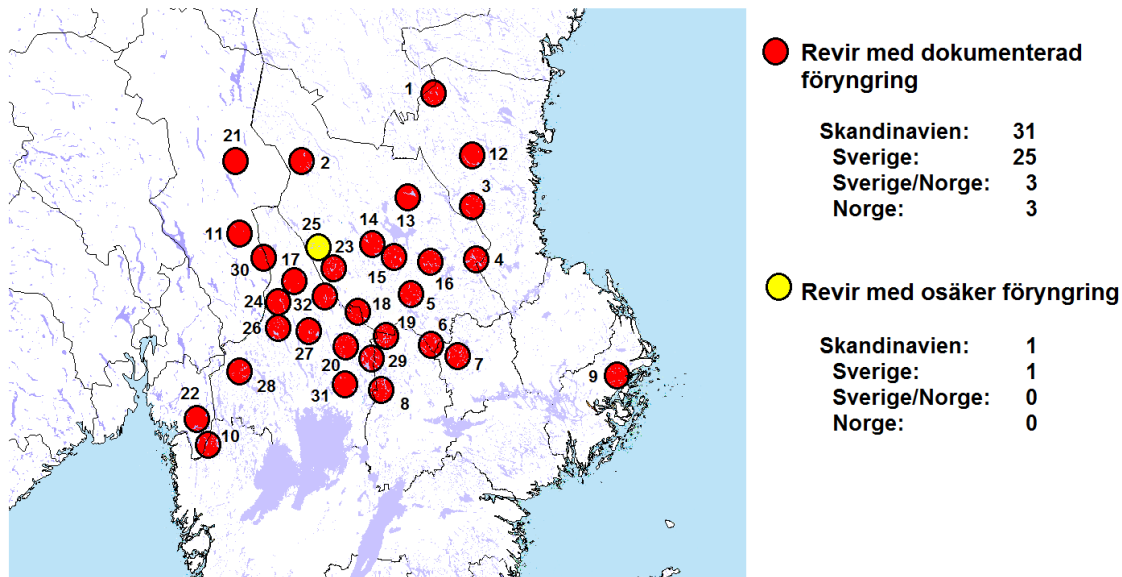 1
21
2
12
3
13
14
25
11
23
17
30
15
16
4
24
32
5
18
26
19
6
27
20
29
7
28
31
8
9
22
10
Revir med dokumenterad
föryngring
Skandinavien: 31
Sverige: 25
Sverige/Norge: 3
Norge: 3
Revir med osäker föryngring
Skandinavien: 1
Sverige: 1
Sverige/Norge: 0
Norge: 0